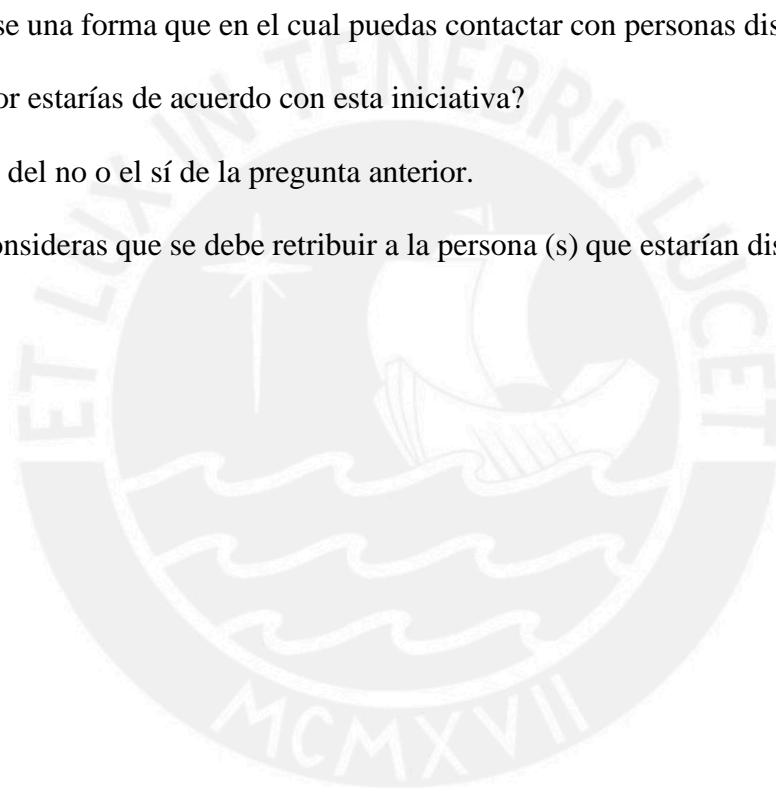 se una forma que en el cual puedas contactar con personas dis
or estarías de acuerdo con esta iniciativa?
del no o el sí de la pregunta anterior.
onsideras que se debe retribuir a la persona (s) que estarían dis
ET LUX IN TENEBRIS LUCET
MCMXVII